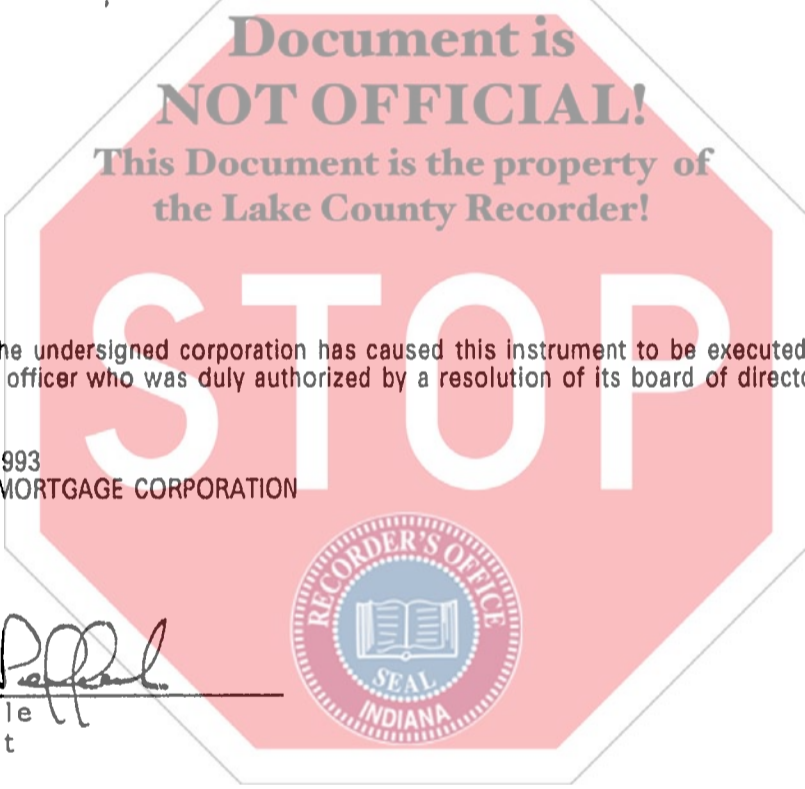 Document is
NOT OFFICIAL!
This Document is the property of
the Lake County Recorder!
STOP
he undersigned corporation has caused this instrument to be executed
officer who was duly authorized by a resolution of its board of directo
993
MORTGAGE CORPORATION
RECORDER'S OFFICE
SEAL
INDIANA
le
t